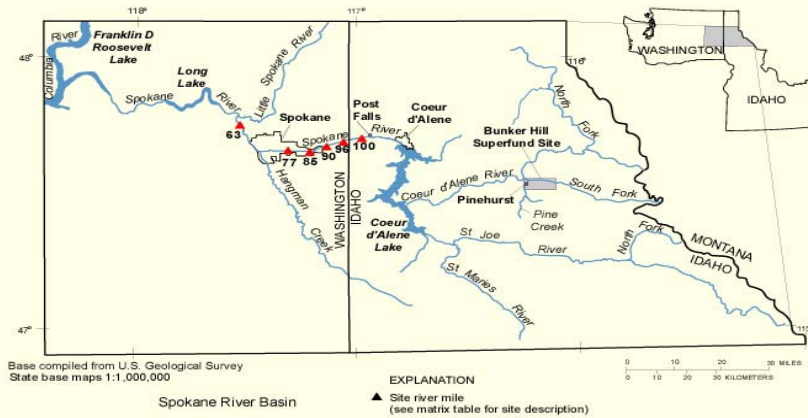 118°
117°
116°
115
48°
47°
Franklin D
Roosevelt
Lake
River
Columbia
Long
Lake
Spokane
River
Little Spokane River
63
Spokane
Post
Falls
Coeur
d'Alene
Spokane River
77
85
90
96
100
Hangman
Creek
WASHINGTON
IDAHO
Coeur d'Alene River
Coeur
d'Alene
Lake
Bunker Hill
Superfund Site
North
Fork
South Fork
Pinehurst
Pine
Creek
St Joe
River
St Maries
River
North
Fork
MONTANA
IDAHO
WASHINGTON
IDAHO
Base compiled from U.S. Geological Survey
State base maps 1:1,000,000
Spokane River Basin
EXPLANATION
Site river mile
(see matrix table for site description)
0 10 20 30 MILES
0 10 20 30 KILOMETERS